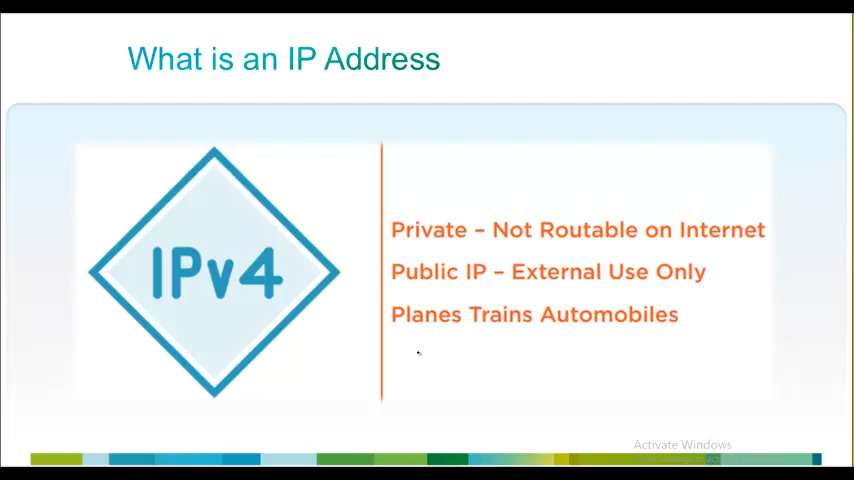 What is an IP Address
IPv4
Private – Not Routable on Internet
Public IP – External Use Only
Planes Trains Automobiles
Activate Windows